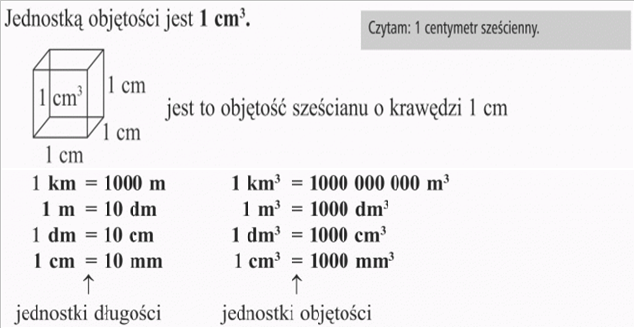 Jednostką objętości jest 1 cm³.
Czytam: 1 centymetr sześcienny.
1 cm³
1 cm
1 cm
1 cm
jest to objętość sześcianu o krawędzi 1 cm
1 km = 1000 m
1 m = 10 dm
1 dm = 10 cm
1 cm = 10 mm
↑
jednostki długości
1 km³ = 1000 000 000 m³
1 m³ = 1000 dm³
1 dm³ = 1000 cm³
1 cm³ = 1000 mm³
↑
jednostki objętości